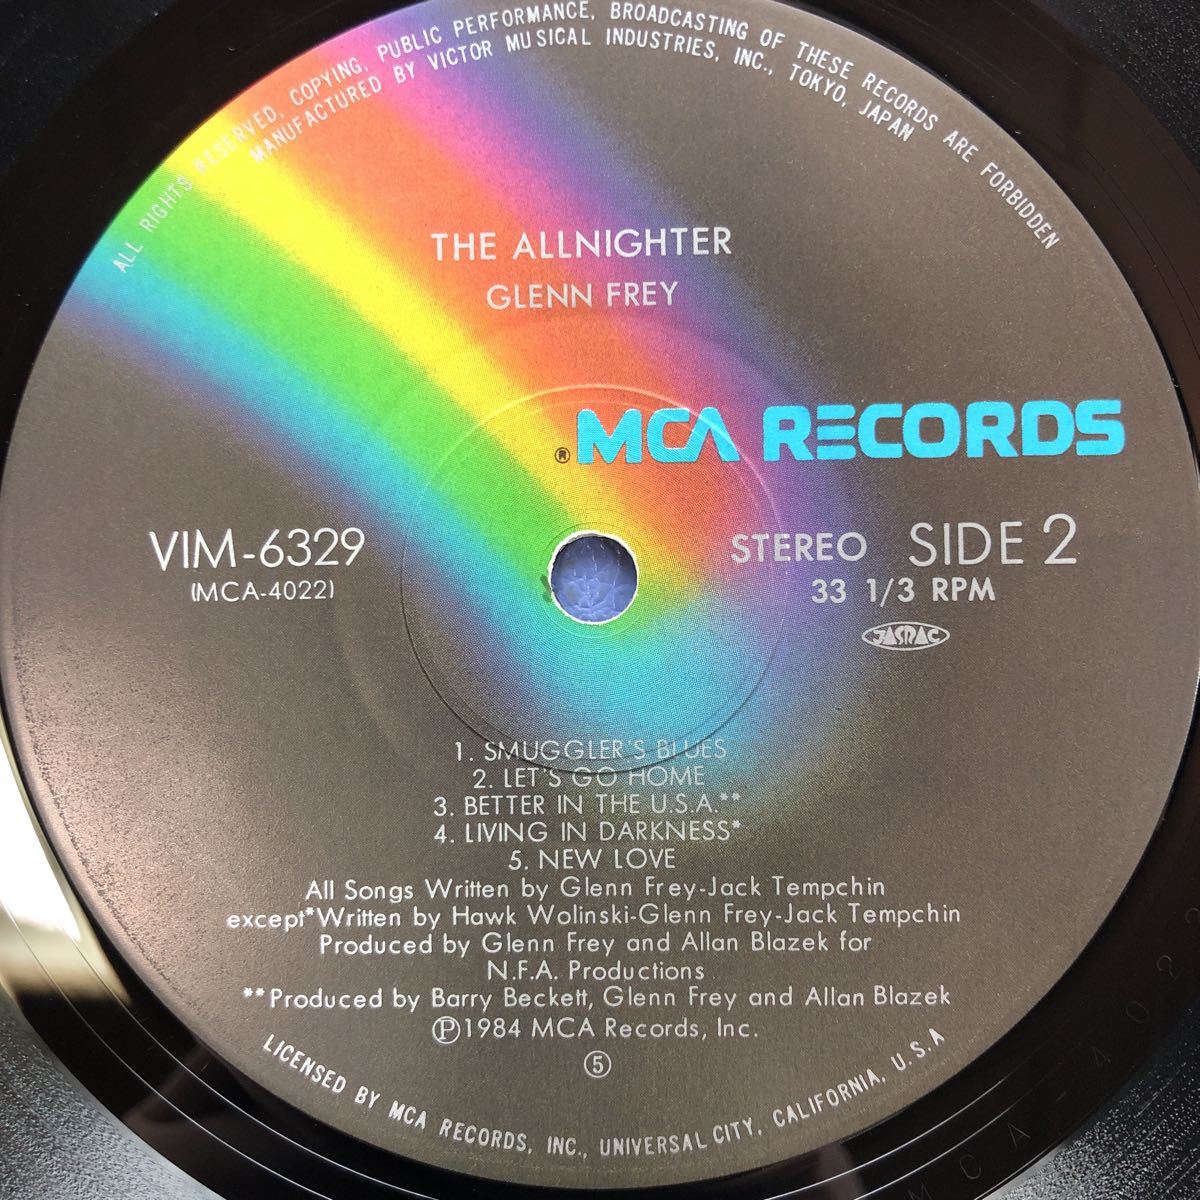 ALL RIGHTS RESERVED, COPYING, PUBLIC PERFORMANCE, BROADCASTING OF THESE RECORDS ARE FORBIDDEN
MANUFACTURED BY VICTOR MUSICAL INDUSTRIES, INC., TOKYO, JAPAN
THE ALLNIGHTER
GLENN FREY
® MCA RECORDS
VIM-6329
(MCA-4022)
STEREO SIDE 2
33 1/3 RPM
JASRAC
1. SMUGGLER'S BLUES
2. LET'S GO HOME
3. BETTER IN THE U.S.A.**
4. LIVING IN DARKNESS*
5. NEW LOVE
All Songs Written by Glenn Frey-Jack Tempchin
except*Written by Hawk Wolinski-Glenn Frey-Jack Tempchin
Produced by Glenn Frey and Allan Blazek for
N.F.A. Productions
**Produced by Barry Beckett, Glenn Frey and Allan Blazek
Ⓟ1984 MCA Records, Inc.
⑤
LICENSED BY MCA RECORDS, INC., UNIVERSAL CITY, CALIFORNIA, U.S.A